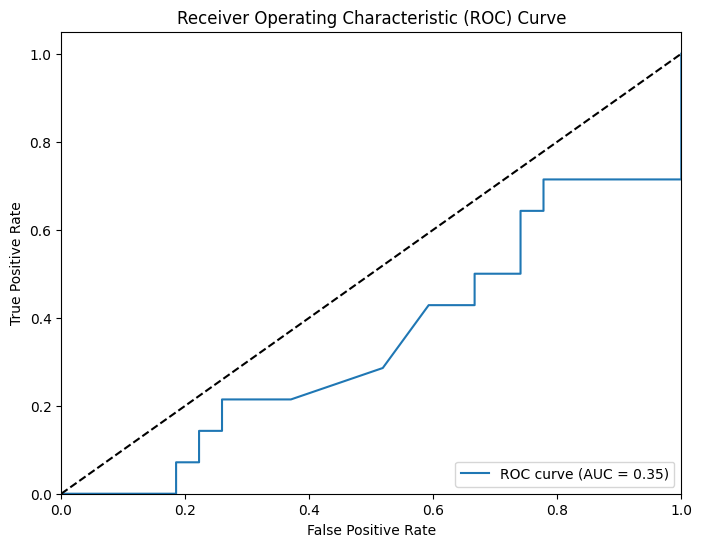 Receiver Operating Characteristic (ROC) Curve
True Positive Rate
1.0
0.8
0.6
0.4
0.2
0.0
ROC curve (AUC = 0.35)
0.0 0.2 0.4 0.6 0.8 1.0
False Positive Rate